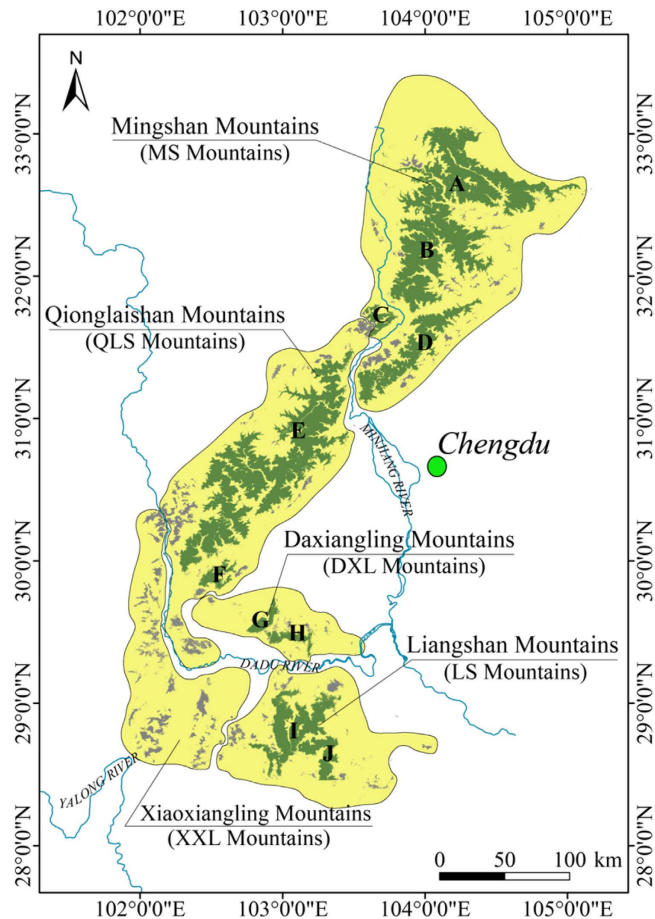 102°0'0"E 103°0'0"E 104°0'0"E 105°0'0"E
N
33°0'0"N
33°0'0"N
Mingshan Mountains
(MS Mountains)
A
B
32°0'0"N
32°0'0"N
C
Qionglaishan Mountains
(QLS Mountains)
D
31°0'0"N
31°0'0"N
E
MINJIANG RIVER
Chengdu
Daxiangling Mountains
(DXL Mountains)
30°0'0"N
30°0'0"N
F
G
H
Liangshan Mountains
(LS Mountains)
DADU RIVER
29°0'0"N
29°0'0"N
I
J
YALONG RIVER
Xiaoxiangling Mountains
(XXL Mountains)
28°0'0"N
28°0'0"N
0 50 100 km
102°0'0"E 103°0'0"E 104°0'0"E 105°0'0"E